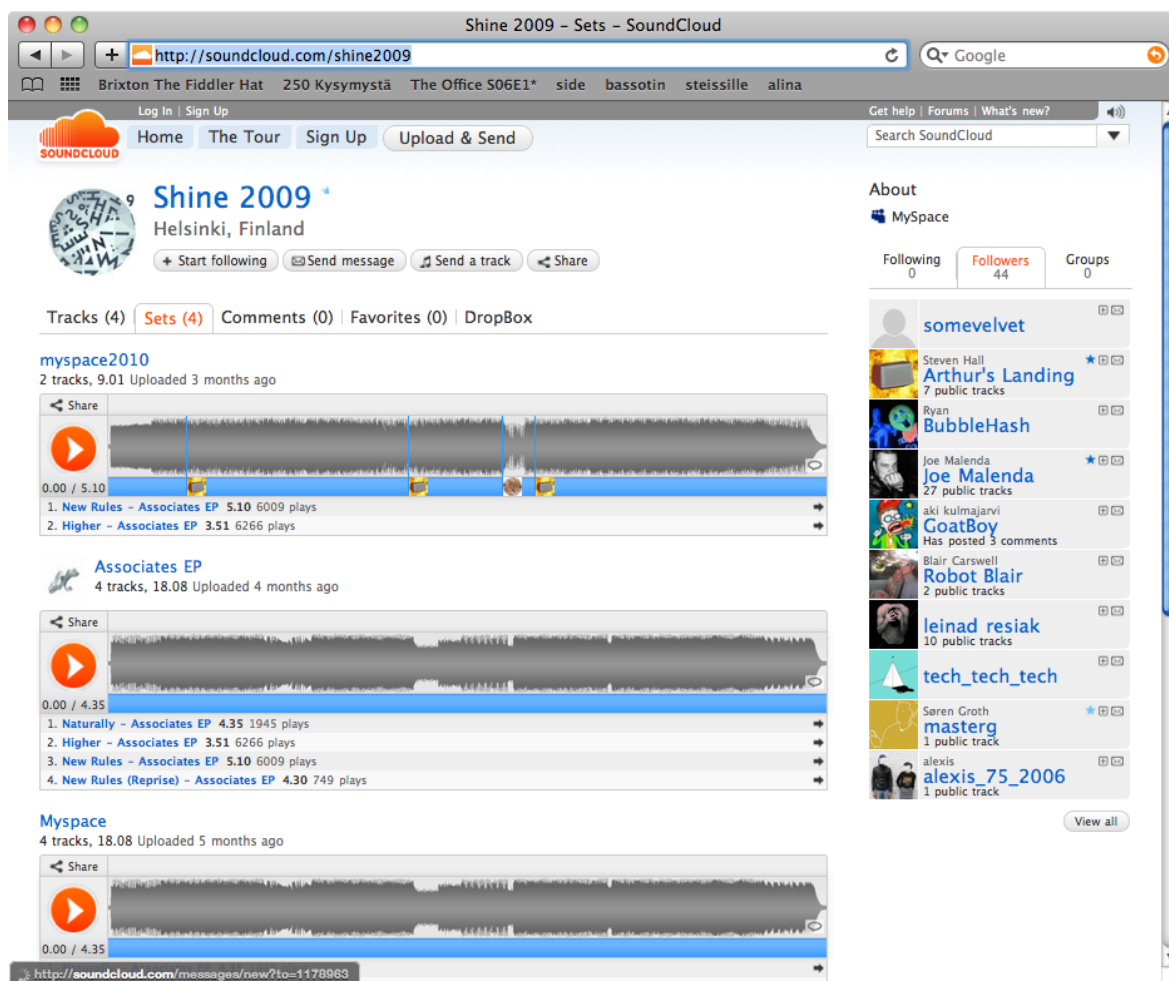 Shine 2009 – Sets – SoundCloud
http://soundcloud.com/shine2009
Google
Brixton The Fiddler Hat 250 Kysymystä The Office S06E1* side bassotin steissille alina
Log In | Sign Up
Get help | Forums | What's new?
SOUNDCLOUD
Home The Tour Sign Up Upload & Send
Search SoundCloud
Shine 2009
Helsinki, Finland
+ Start following Send message Send a track Share
About
MySpace
Following 0
Followers 44
Groups 0
Tracks (4) Sets (4) Comments (0) Favorites (0) DropBox
myspace2010
2 tracks, 9.01 Uploaded 3 months ago
Share
0.00 / 5.10
1. New Rules – Associates EP 5.10 6009 plays
2. Higher – Associates EP 3.51 6266 plays
Associates EP
4 tracks, 18.08 Uploaded 4 months ago
Share
0.00 / 4.35
1. Naturally – Associates EP 4.35 1945 plays
2. Higher – Associates EP 3.51 6266 plays
3. New Rules – Associates EP 5.10 6009 plays
4. New Rules (Reprise) – Associates EP 4.30 749 plays
Myspace
4 tracks, 18.08 Uploaded 5 months ago
Share
0.00 / 4.35
http://soundcloud.com/messages/new?to=1178963
somevelvet
Steven Hall
Arthur's Landing
7 public tracks
Ryan
BubbleHash
Joe Malenda
Joe Malenda
27 public tracks
aki kulmajarvi
GoatBoy
Has posted 3 comments
Blair Carswell
Robot Blair
2 public tracks
leinad resiak
10 public tracks
tech_tech_tech
Søren Groth
masterg
1 public track
alexis
alexis_75_2006
1 public track
View all